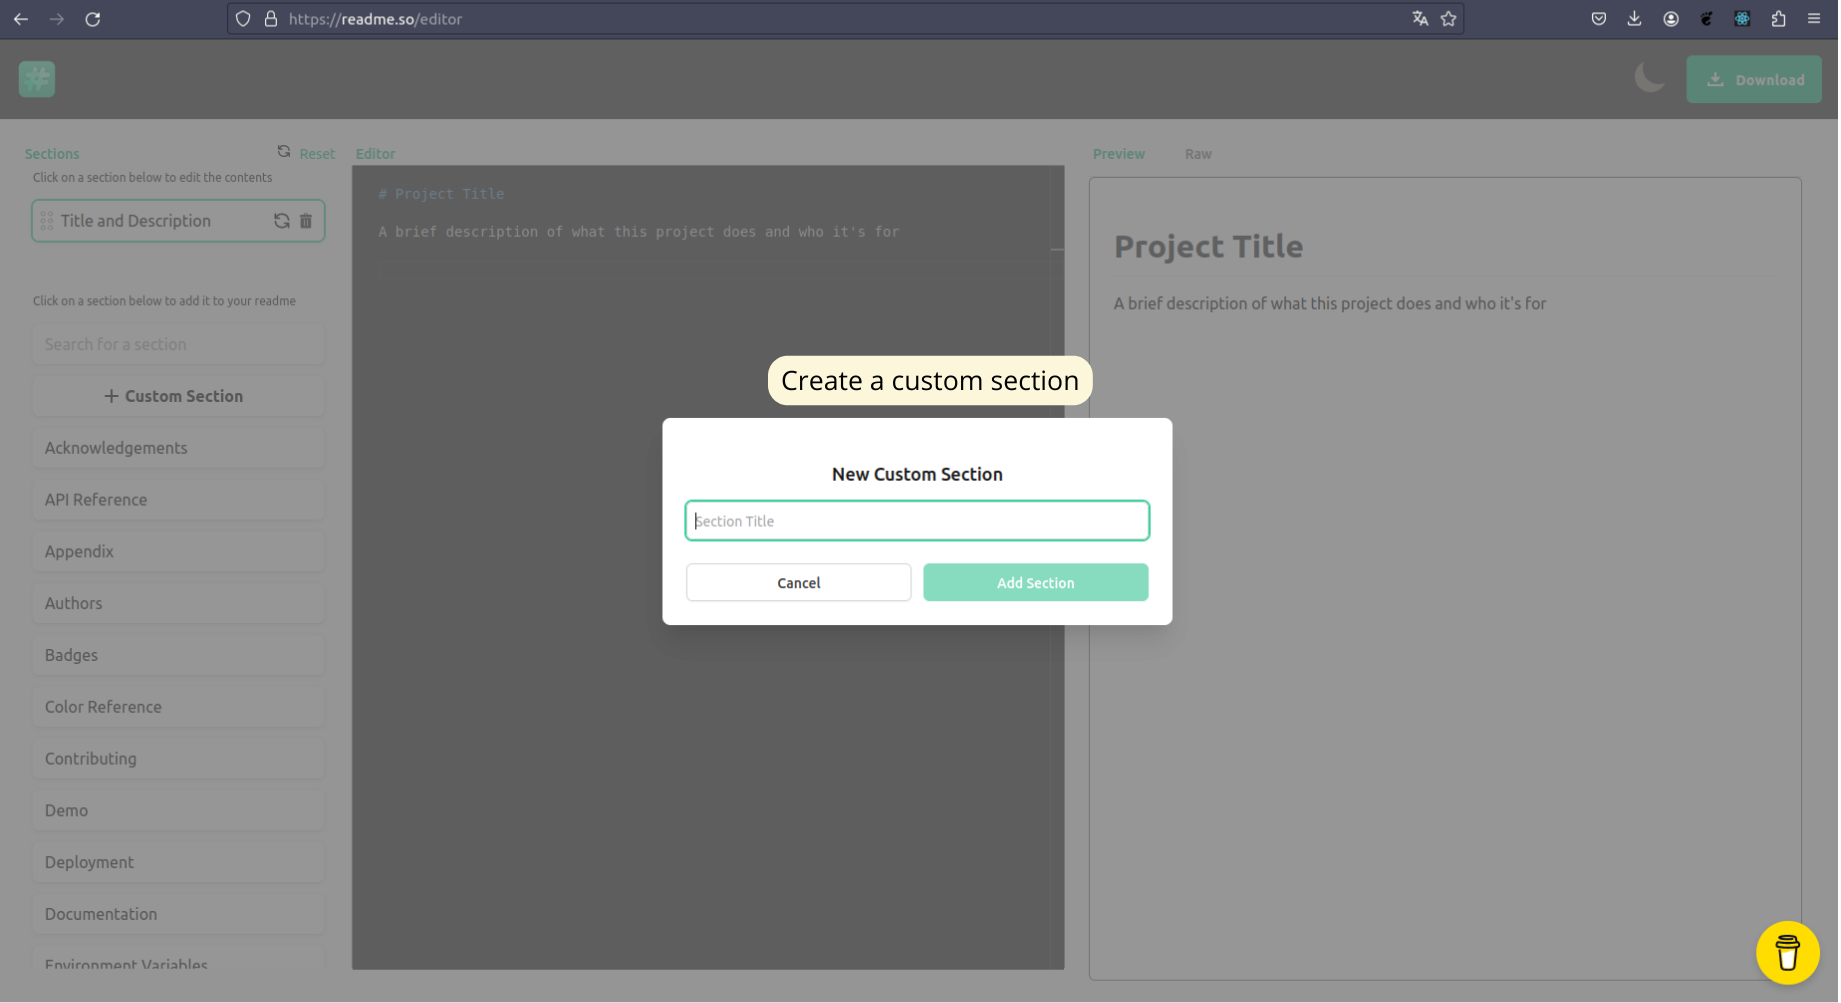 https://readme.so/editor
#
Download
Sections
Reset
Editor
Preview
Raw
Click on a section below to edit the contents
Title and Description
# Project Title
A brief description of what this project does and who it's for
Project Title
A brief description of what this project does and who it's for
Click on a section below to add it to your readme
Search for a section
+ Custom Section
Acknowledgements
API Reference
Appendix
Authors
Badges
Color Reference
Contributing
Demo
Deployment
Documentation
Environment Variables
Create a custom section
New Custom Section
Section Title
Cancel
Add Section